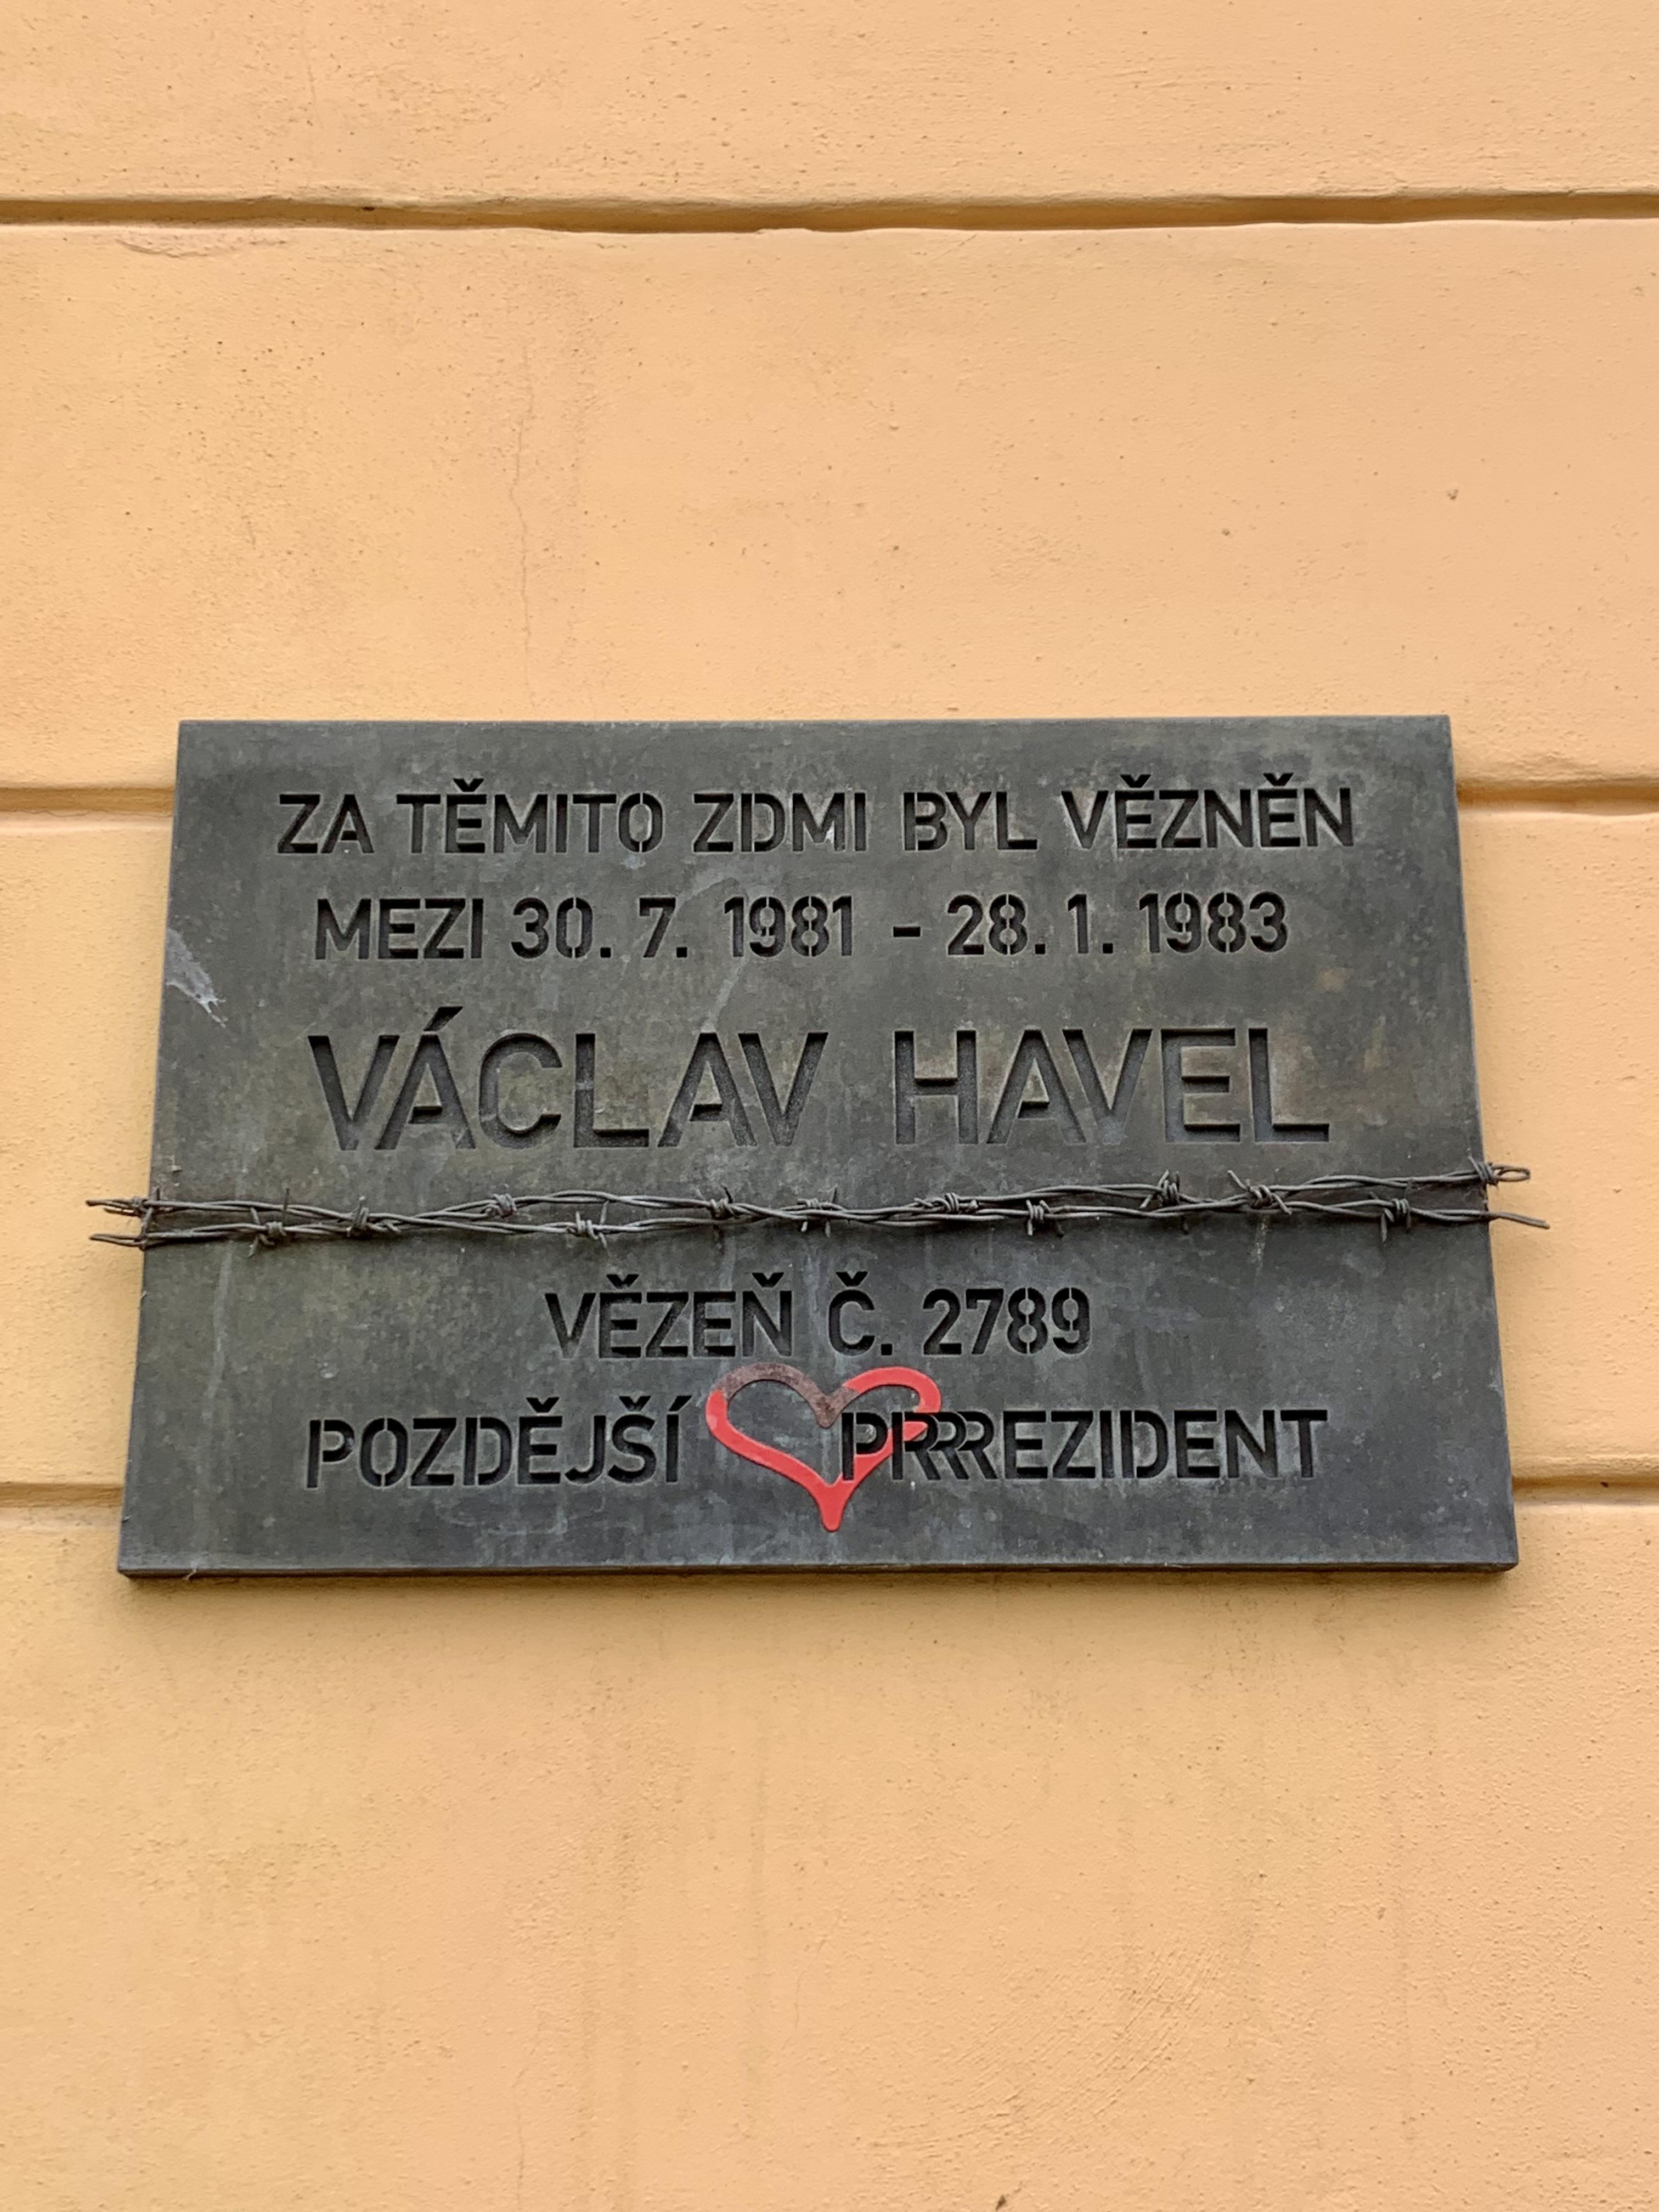 ZA TĚMITO ZDMI BYL VĚZNĚN
MEZI 30. 7. 1981 - 28. 1. 1983
VÁCLAV HAVEL
VĚZEŇ Č. 2789
POZDĚJŠÍ PRRREZIDENT